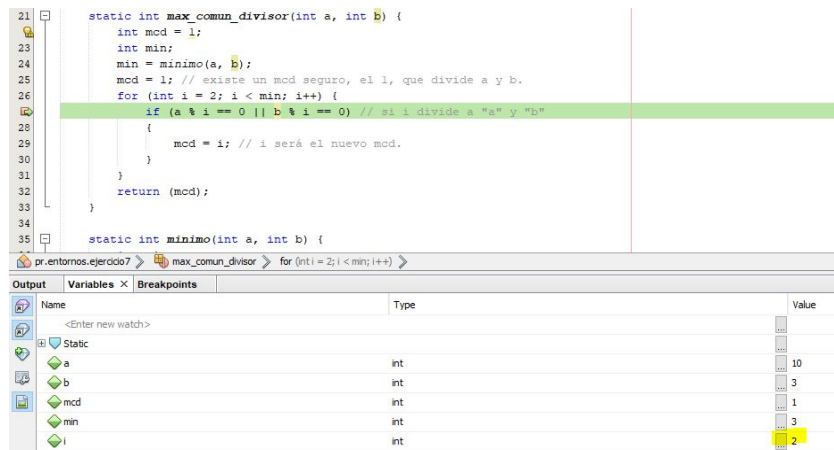 21 static int max_comun_divisor(int a, int b) {
int mcd = 1;
23 int min;
24 min = minimo(a, b);
25 mcd = 1; // existe un mcd seguro, el 1, que divide a y b.
26 for (int i = 2; i < min; i++) {
if (a % i == 0 || b % i == 0) // si i divide a "a" y "b"
28 {
29 mcd = i; // i será el nuevo mcd.
30 }
31 }
32 return (mcd);
33 }
34
35 static int minimo(int a, int b) {
pr.entornos.ejercicio7 max_comun_divisor for (int i = 2; i < min; i++)
Output Variables × Breakpoints
Name Type Value
<Enter new watch> ...
Static ...
a int ... 10
b int ... 3
mcd int ... 1
min int ... 3
i int ... 2